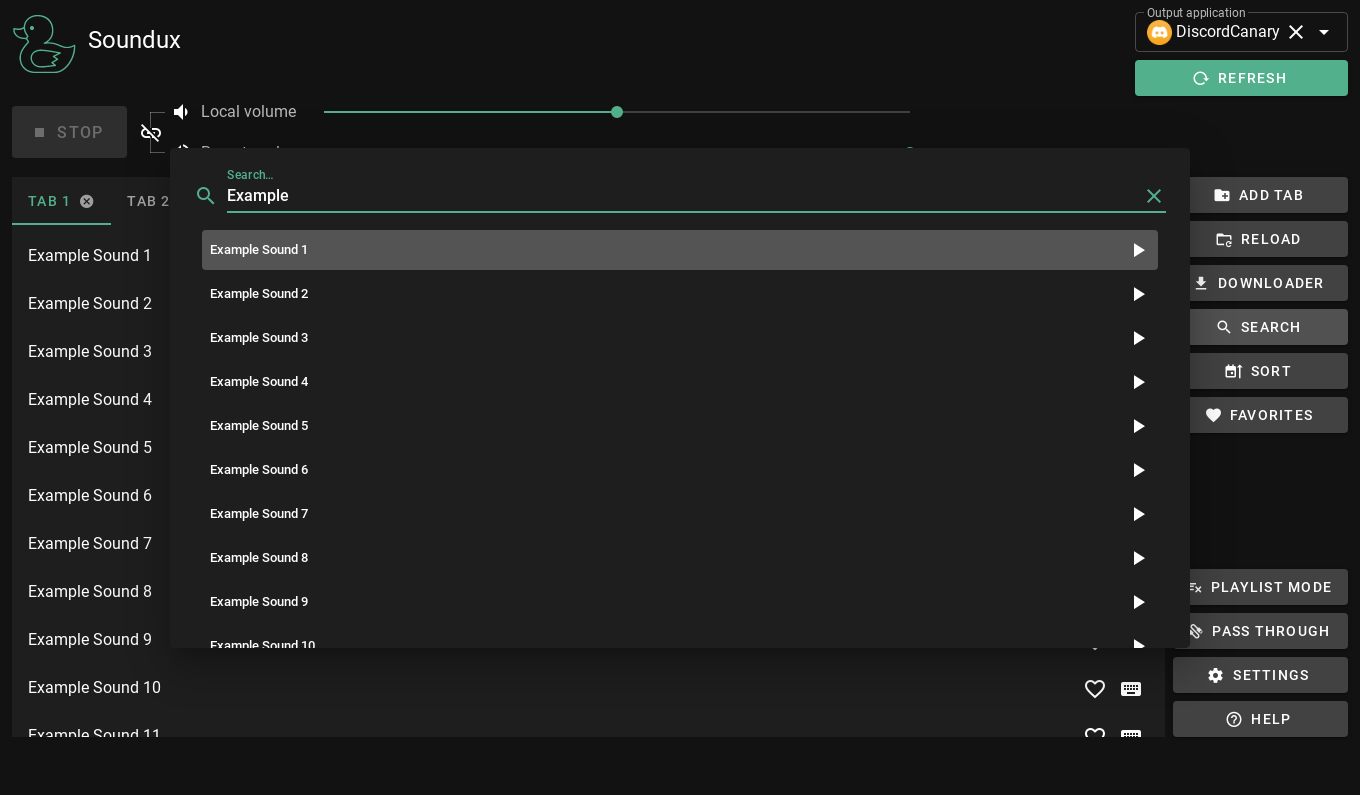 Soundux
Output application
DiscordCanary
REFRESH
STOP
Local volume
Search...
Example
TAB 1
TAB 2
Example Sound 1
Example Sound 2
Example Sound 3
Example Sound 4
Example Sound 5
Example Sound 6
Example Sound 7
Example Sound 8
Example Sound 9
Example Sound 10
Example Sound 1
Example Sound 2
Example Sound 3
Example Sound 4
Example Sound 5
Example Sound 6
Example Sound 7
Example Sound 8
Example Sound 9
Example Sound 10
Example Sound 11
ADD TAB
RELOAD
DOWNLOADER
SEARCH
SORT
FAVORITES
PLAYLIST MODE
PASS THROUGH
SETTINGS
HELP